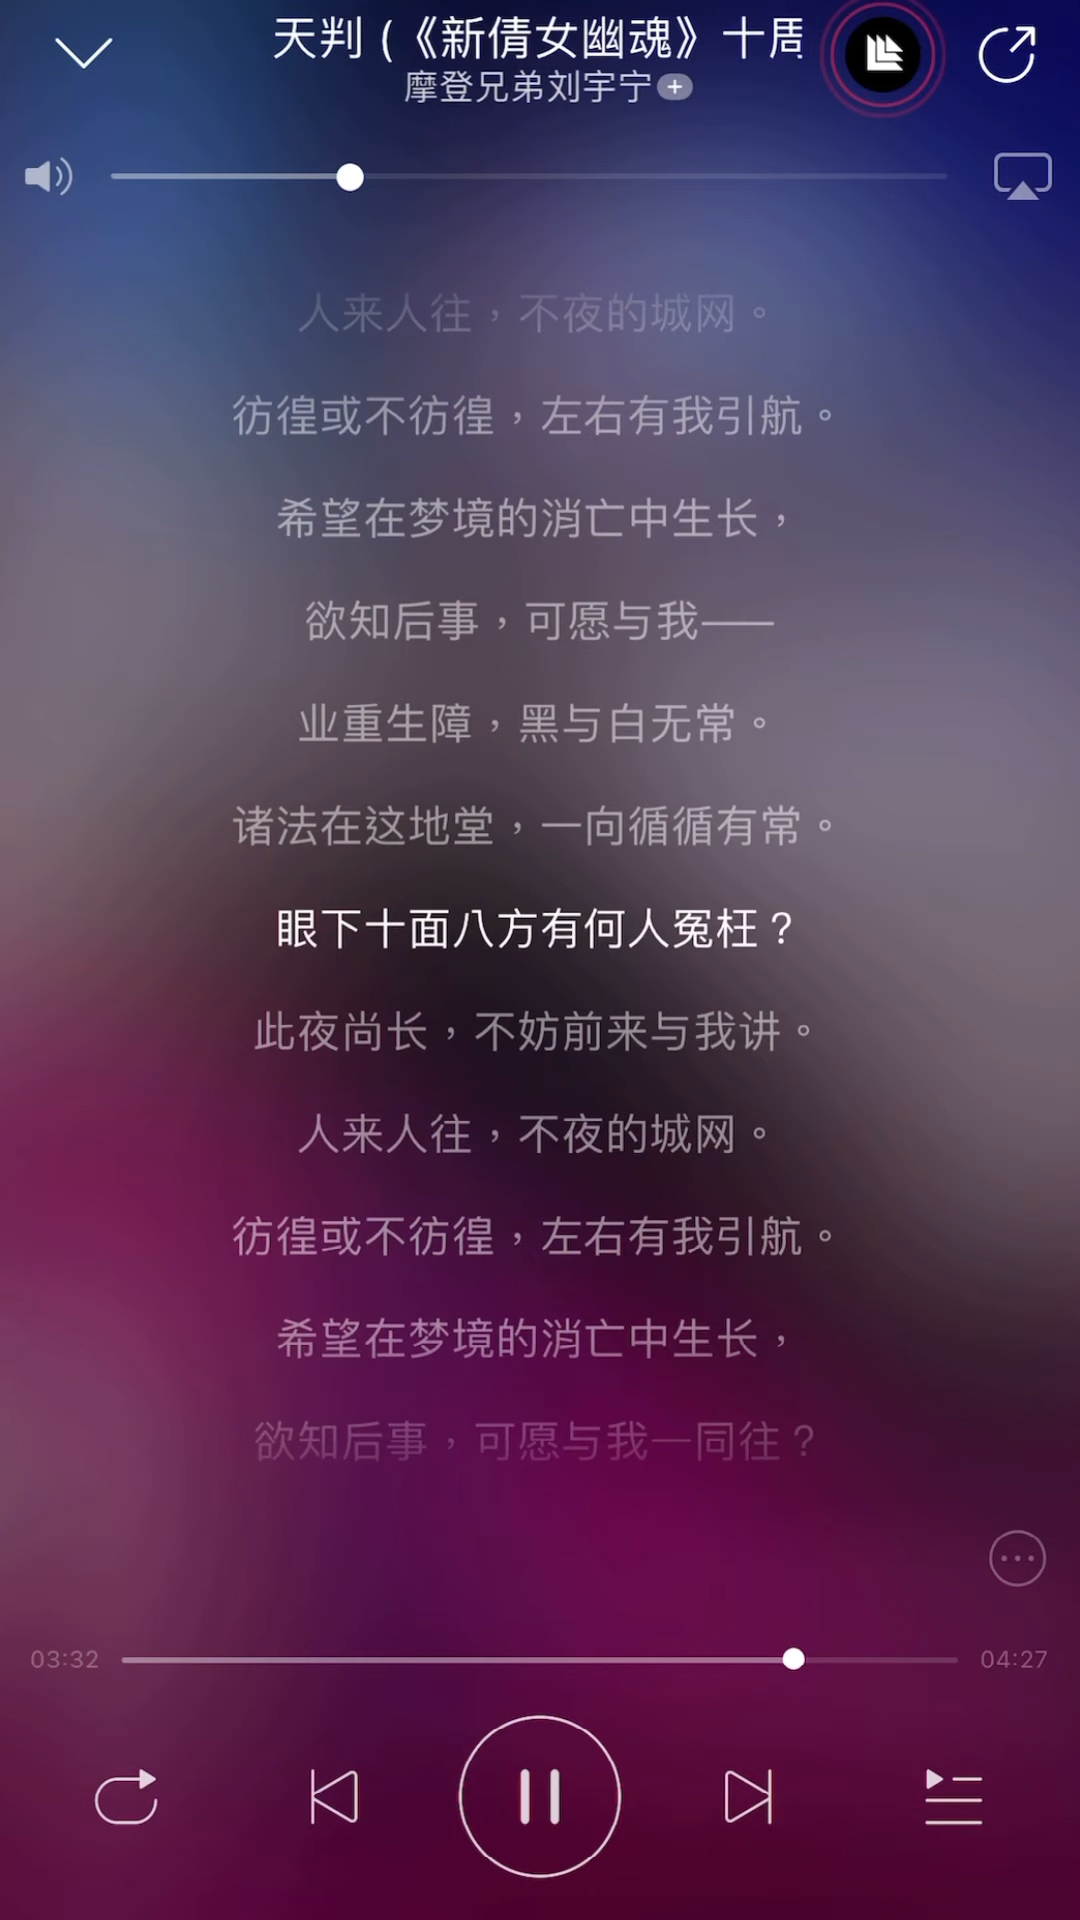 天判 (《新倩女幽魂》十周
摩登兄弟刘宇宁
人来人往，不夜的城网。
彷徨或不彷徨，左右有我引航。
希望在梦境的消亡中生长，
欲知后事，可愿与我——
业重生障，黑与白无常。
诸法在这地堂，一向循循有常。
眼下十面八方有何人冤枉？
此夜尚长，不妨前来与我讲。
人来人往，不夜的城网。
彷徨或不彷徨，左右有我引航。
希望在梦境的消亡中生长，
欲知后事，可愿与我一同往？
03:32
04:27